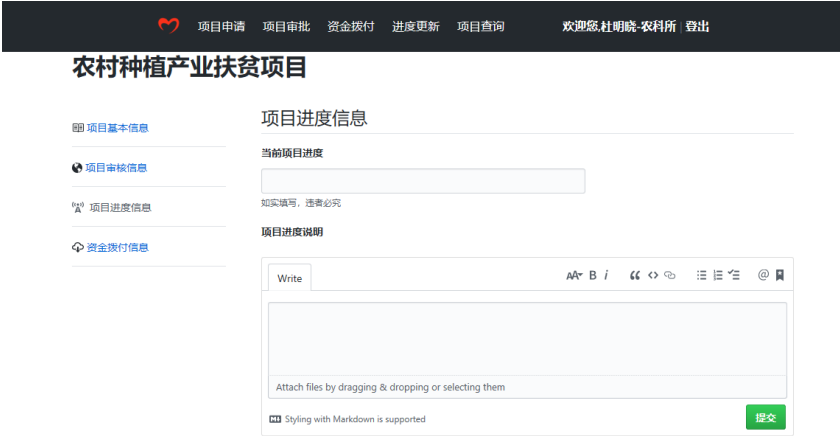 项目申请 项目审批 资金拨付 进度更新 项目查询 欢迎您,杜明晓-农科所 | 登出
农村种植产业扶贫项目
项目基本信息
项目审核信息
项目进度信息
资金拨付信息
项目进度信息
当前项目进度
如实填写，违者必究
项目进度说明
Write
AA B i @
Attach files by dragging & dropping or selecting them
Styling with Markdown is supported
提交